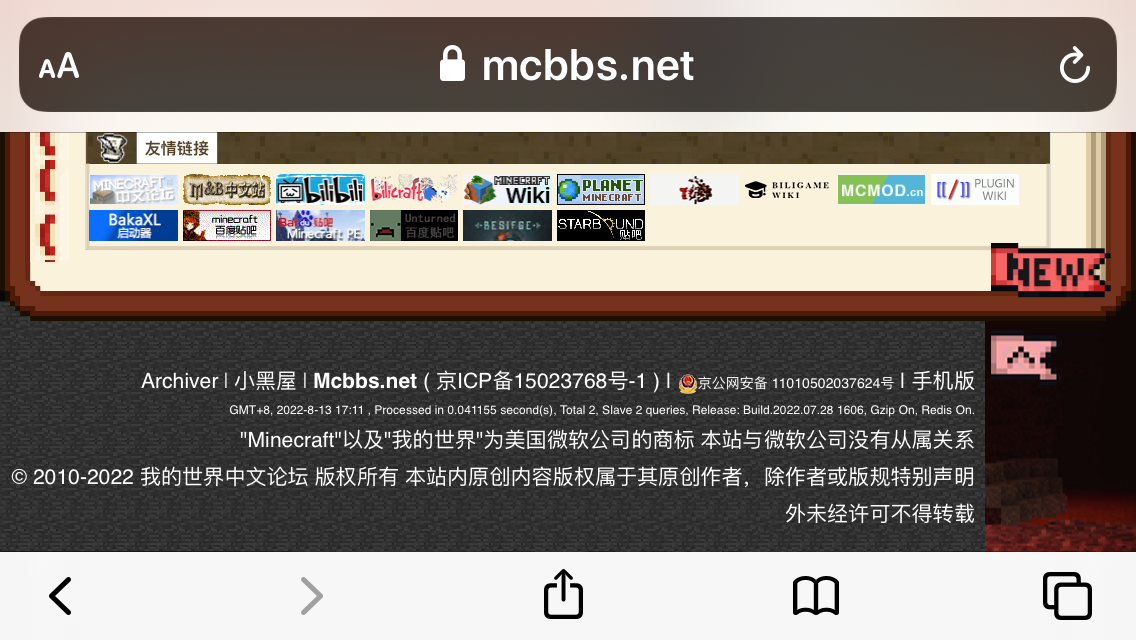 AA mcbbs.net
友情链接
MINECRAFT 中文论坛 M&B中文站 bilibili bilicraft MINECRAFT Wiki PLANET MINECRAFT BILIGAME WIKI MCMOD.cn [/] PLUGIN WIKI
BakaXL 启动器 minecraft 百度贴吧 Bai 贴吧 Minecraft PE Unturned 百度贴吧 BESIEGE STARBOUND 贴吧
NEW
Archiver | 小黑屋 | Mcbbs.net ( 京ICP备15023768号-1 ) | 京公网安备 11010502037624号 | 手机版
GMT+8, 2022-8-13 17:11 , Processed in 0.041155 second(s), Total 2, Slave 2 queries, Release: Build.2022.07.28 1606, Gzip On, Redis On.
"Minecraft"以及"我的世界"为美国微软公司的商标 本站与微软公司没有从属关系
© 2010-2022 我的世界中文论坛 版权所有 本站内原创内容版权属于其原创作者，除作者或版规特别声明
外未经许可不得转载